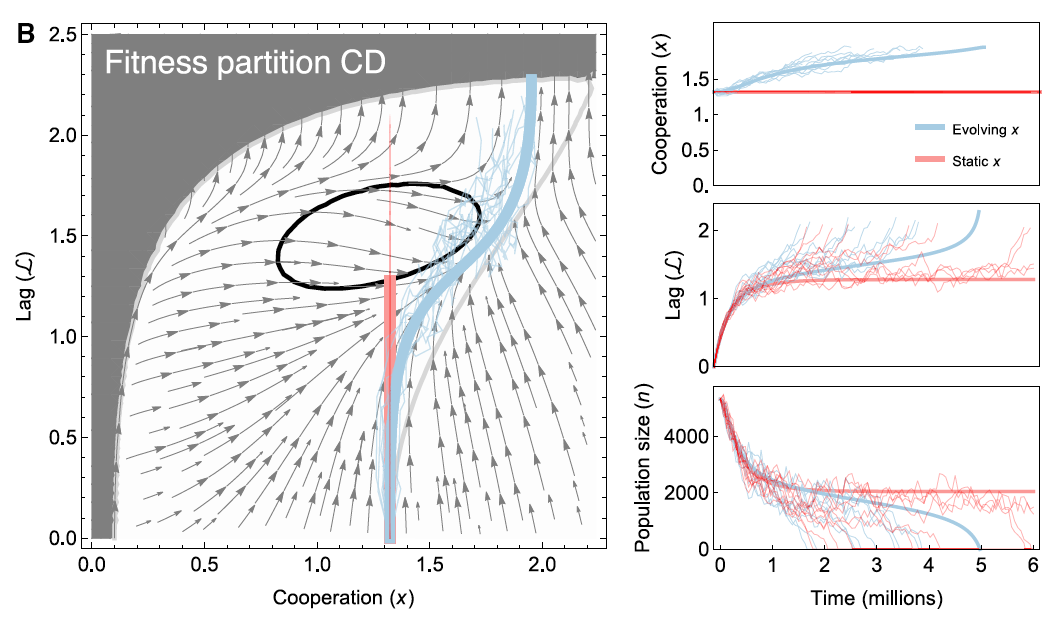 B
Fitness partition CD
2.5
2.0
1.5
1.0
0.5
0.0
Lag (ℒ)
0.0 0.5 1.0 1.5 2.0
Cooperation (x)
Cooperation (x)
1.5
1.
0.5
0.
Evolving x
Static x
Lag (ℒ)
2
1
0
Population size (n)
4000
2000
0
0 1 2 3 4 5 6
Time (millions)